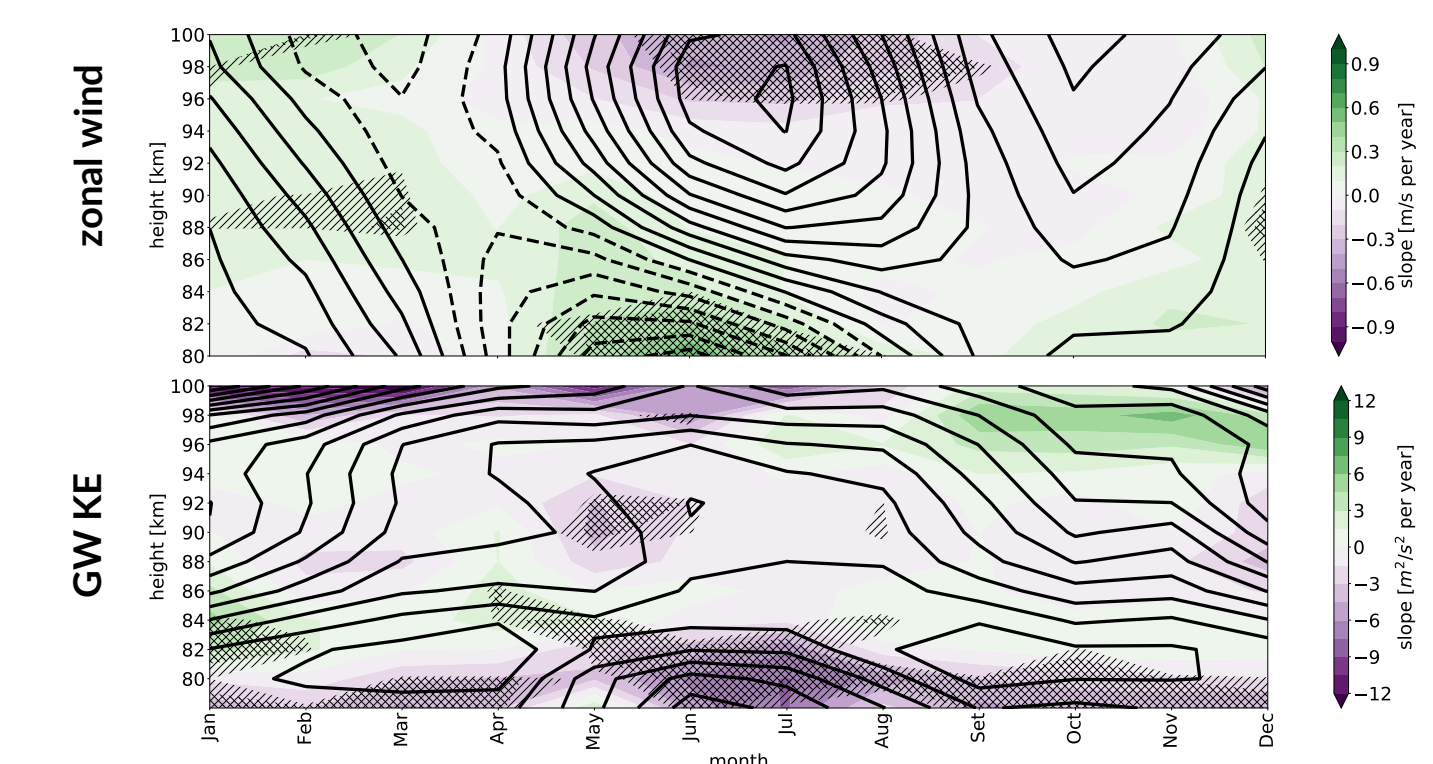 zonal wind
height [km]
100
98
96
94
92
90
88
86
84
82
80
0.9
0.6
0.3
0.0
−0.3
−0.6
−0.9
slope [m/s per year]
GW KE
height [km]
100
98
96
94
92
90
88
86
84
82
80
Jan
Feb
Mar
Apr
May
Jun
Jul
Aug
Set
Oct
Nov
Dec
month
12
9
6
3
0
−3
−6
−9
−12
slope [m²/s² per year]